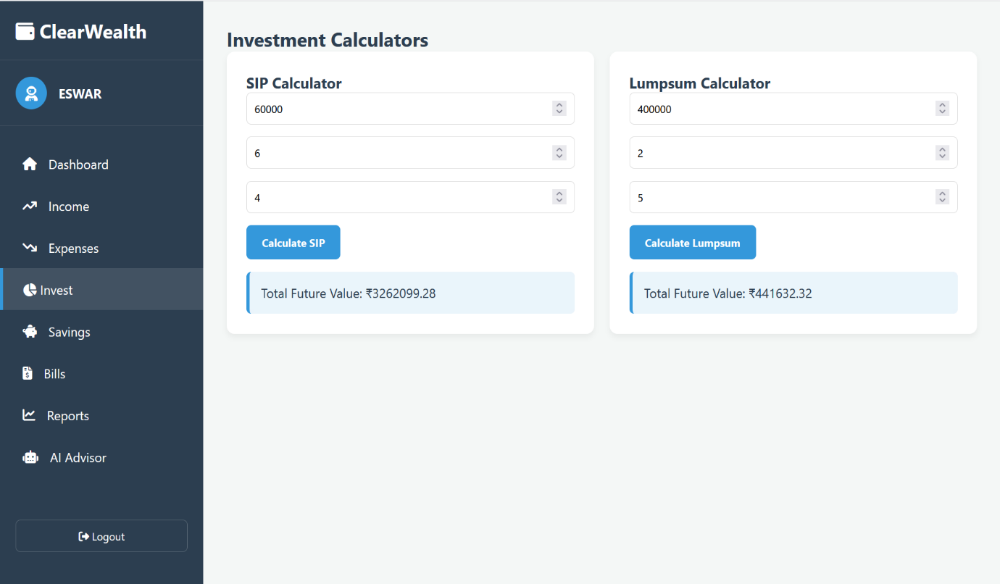 ClearWealth
ESWAR
Dashboard
Income
Expenses
Invest
Savings
Bills
Reports
AI Advisor
Logout
Investment Calculators
SIP Calculator
60000
6
4
Calculate SIP
Total Future Value: ₹3262099.28
Lumpsum Calculator
400000
2
5
Calculate Lumpsum
Total Future Value: ₹441632.32